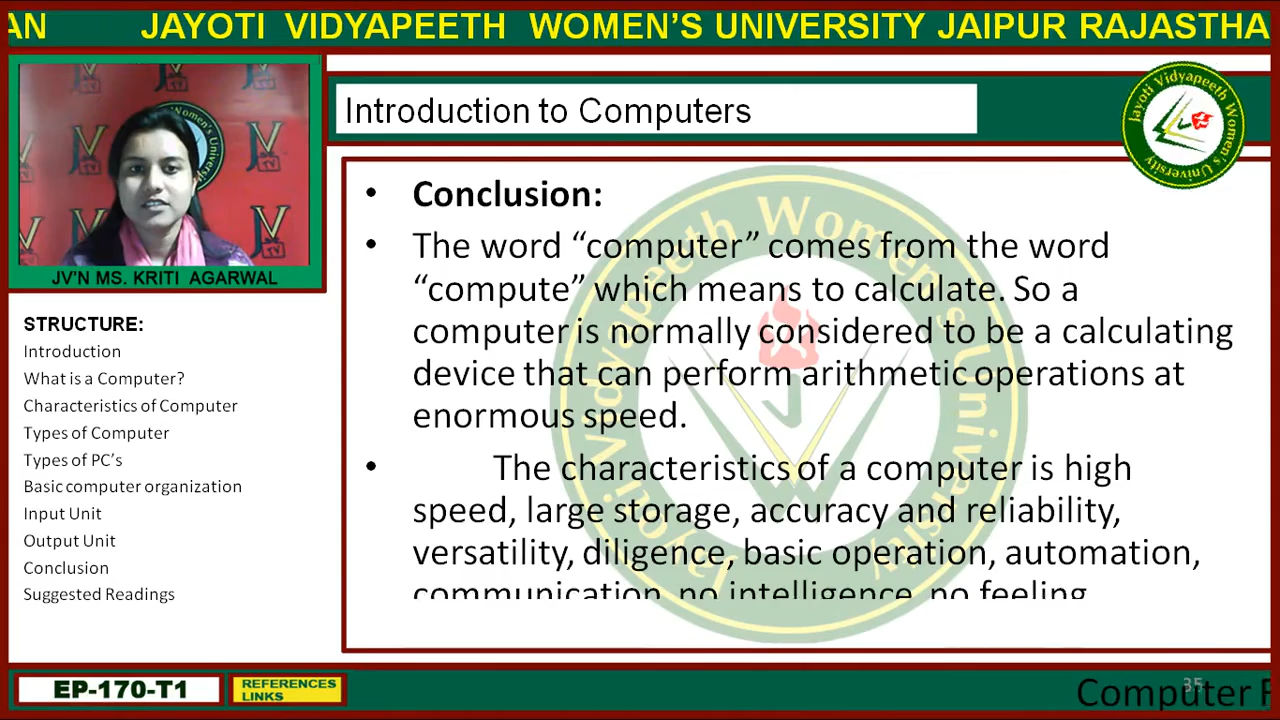 AN JAYOTI VIDYAPEETH WOMEN’S UNIVERSITY JAIPUR RAJASTHA
Introduction to Computers
Jayoti Vidyapeeth Women's University
JV'N MS. KRITI AGARWAL
STRUCTURE:
Introduction
What is a Computer?
Characteristics of Computer
Types of Computer
Types of PC’s
Basic computer organization
Input Unit
Output Unit
Conclusion
Suggested Readings
• Conclusion:
• The word “computer” comes from the word
“compute” which means to calculate. So a
computer is normally considered to be a calculating
device that can perform arithmetic operations at
enormous speed.
• The characteristics of a computer is high
speed, large storage, accuracy and reliability,
versatility, diligence, basic operation, automation,
communication, no intelligence, no feeling
EP-170-T1
REFERENCES
LINKS
Computer F
35